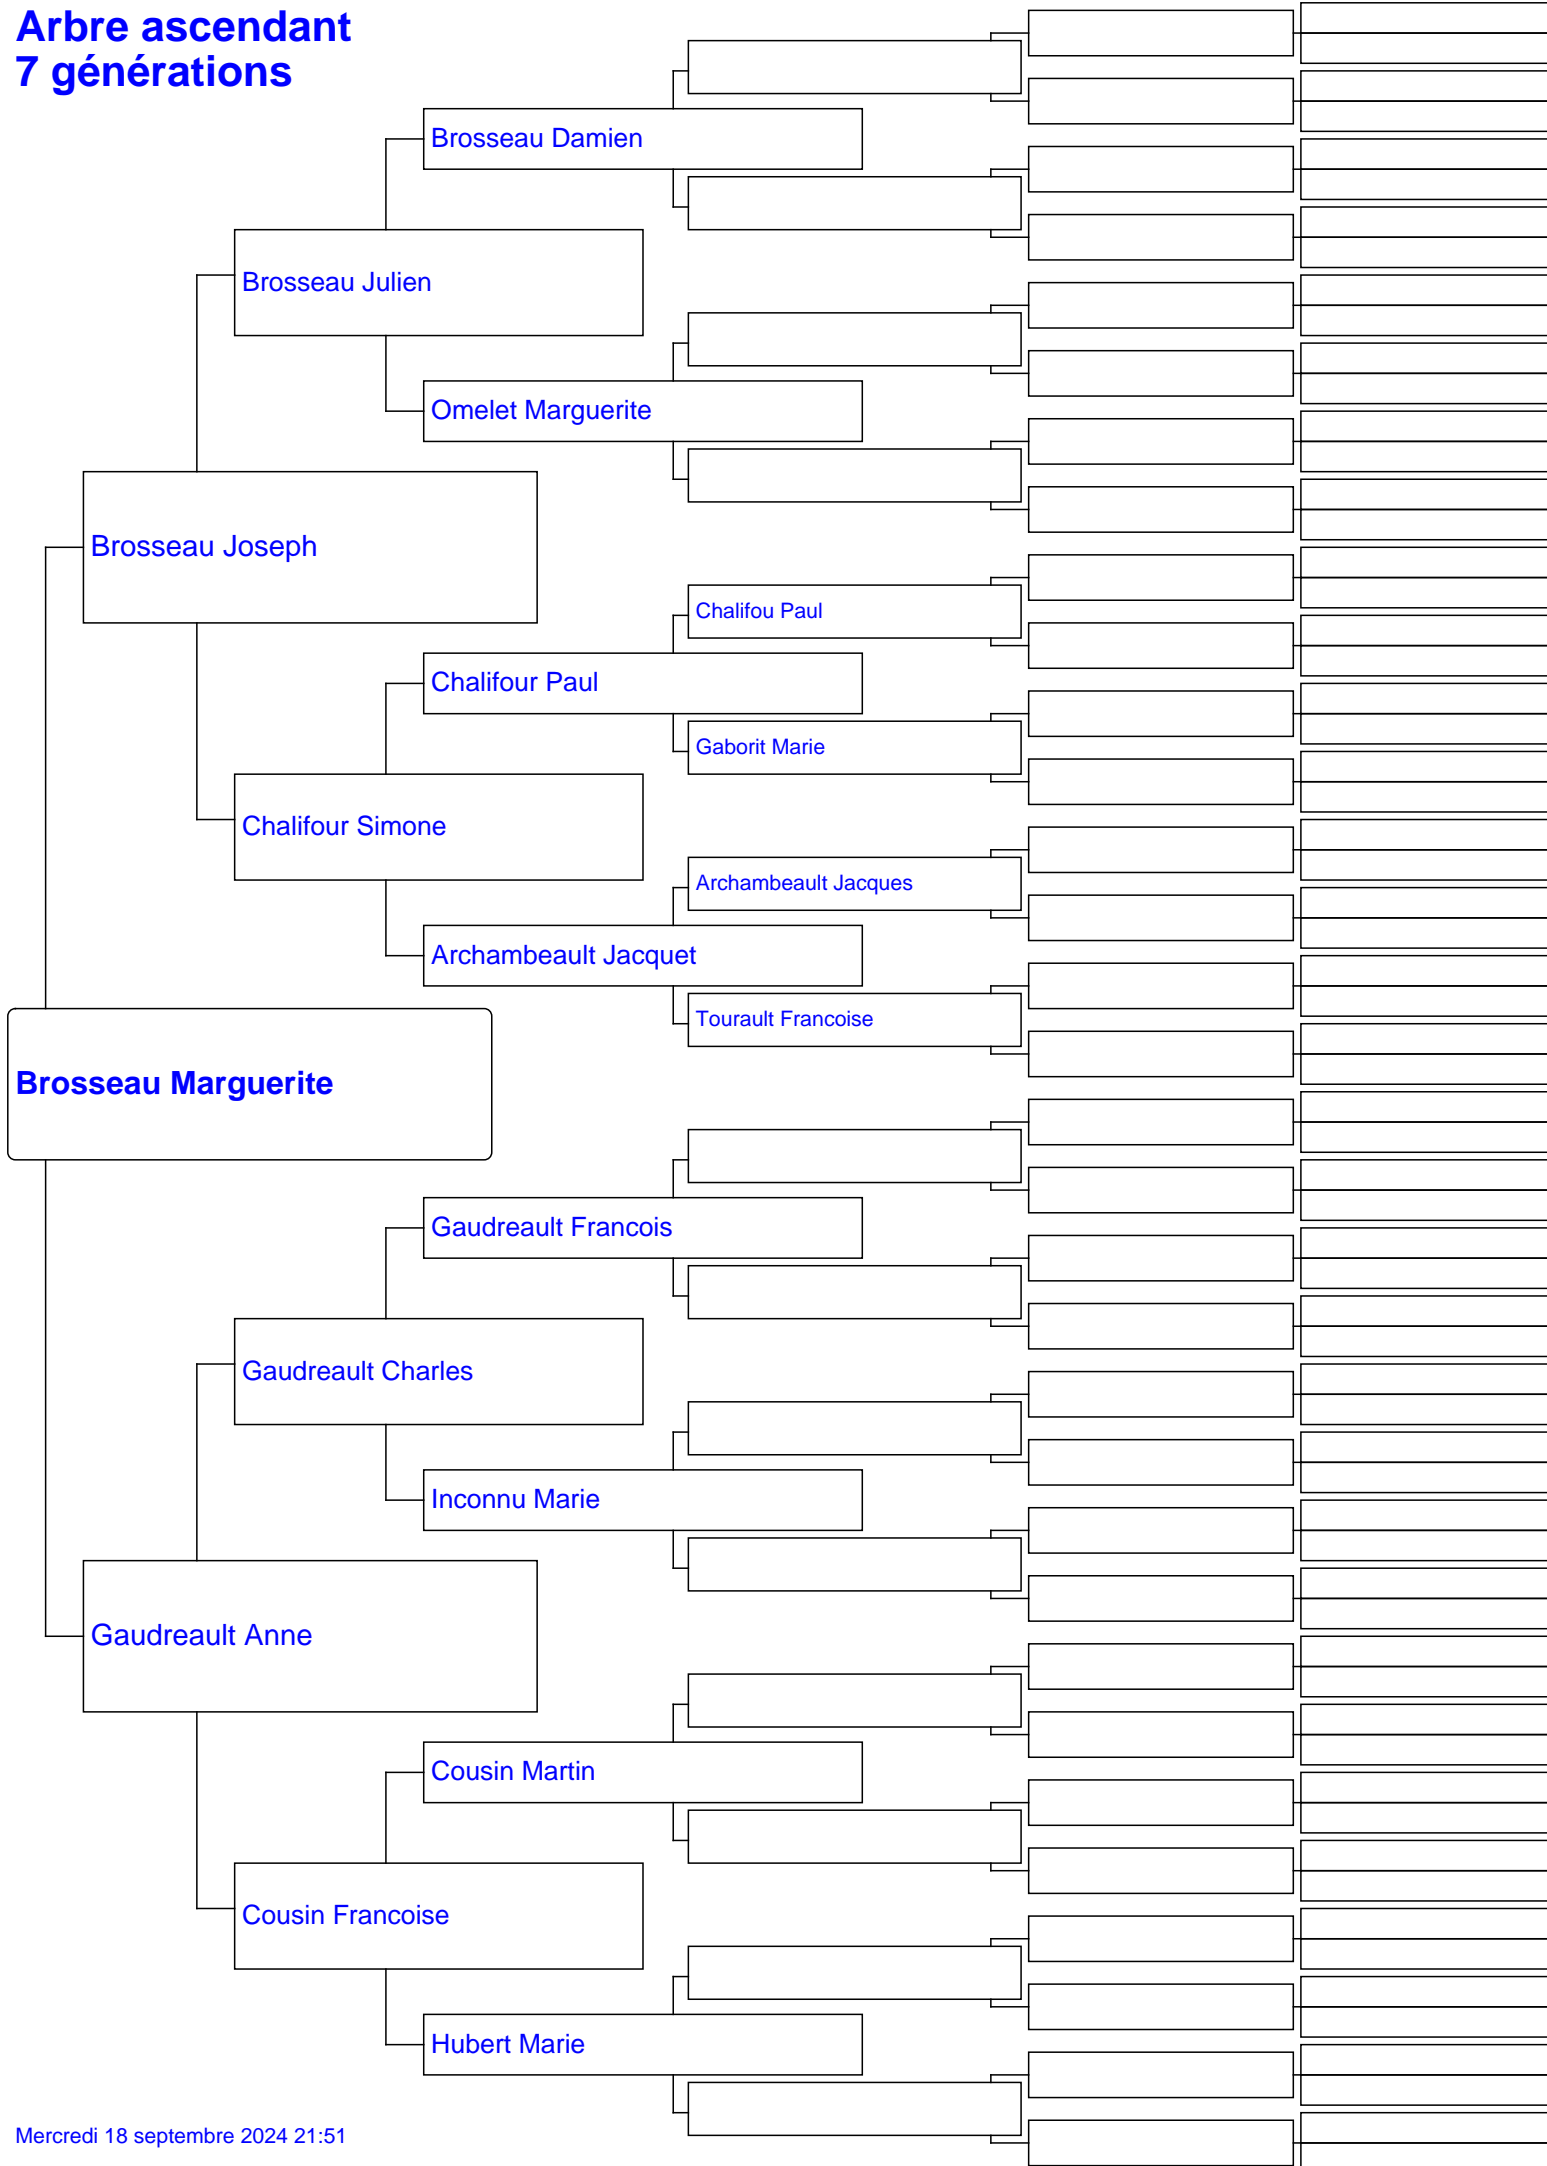 Arbre ascendant
7 générations
Brosseau Damien
Brosseau Julien
Omelet Marguerite
Brosseau Joseph
Chalifou Paul
Chalifour Paul
Gaborit Marie
Chalifour Simone
Archambeault Jacques
Archambeault Jacquet
Tourault Francoise
Brosseau Marguerite
Gaudreault Francois
Gaudreault Charles
Inconnu Marie
Gaudreault Anne
Cousin Martin
Cousin Francoise
Hubert Marie
Mercredi 18 septembre 2024 21:51